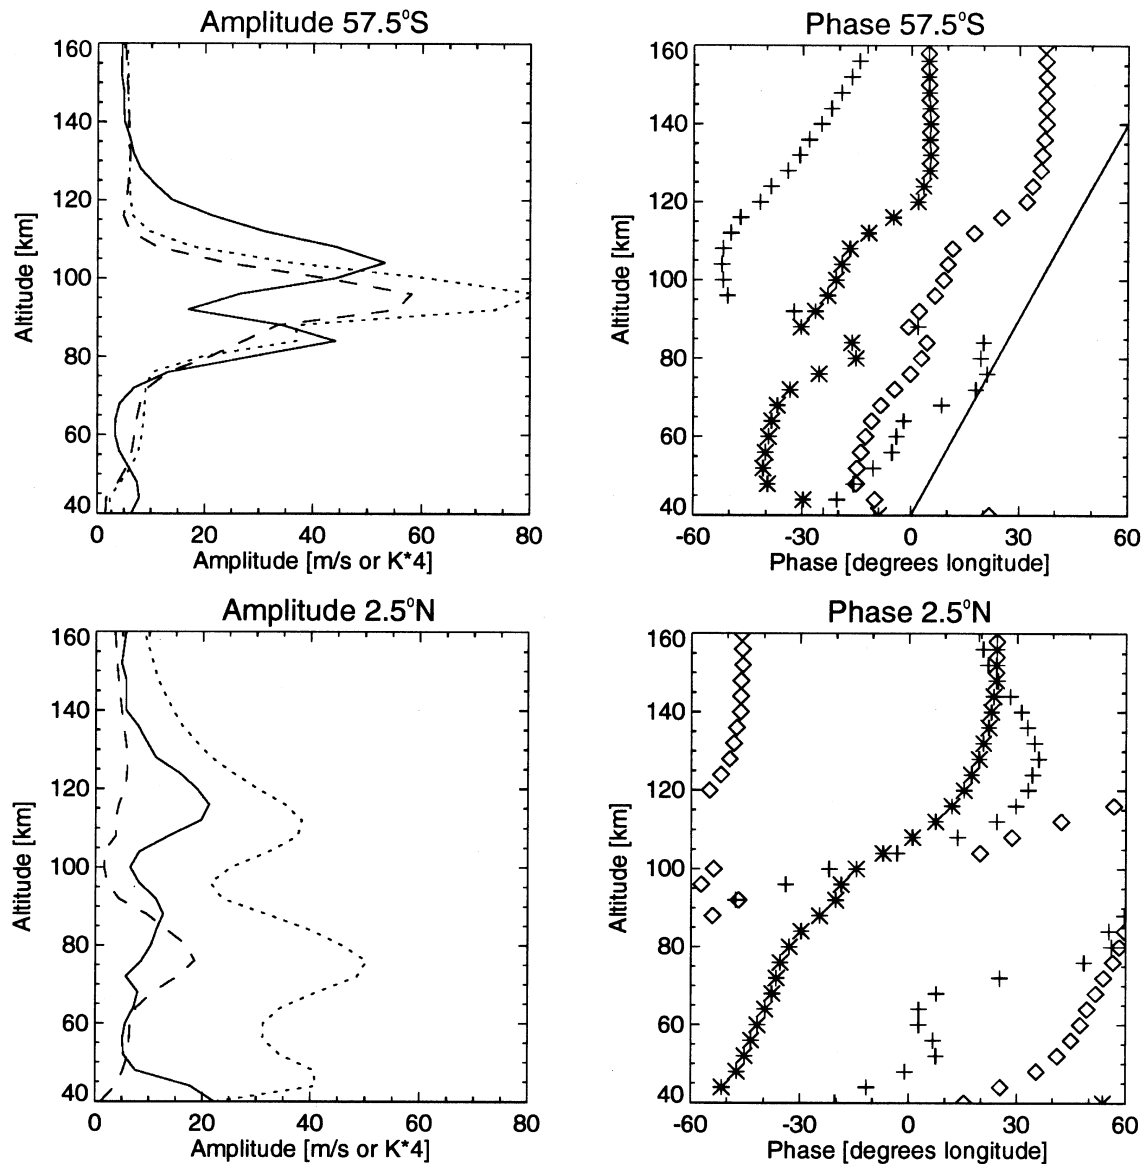 Amplitude 57.5°S
Phase 57.5°S
160
140
120
100
80
60
40
Altitude [km]
0 20 40 60 80
Amplitude [m/s or K*4]
160
140
120
100
80
60
40
Altitude [km]
-60 -30 0 30 60
Phase [degrees longitude]
Amplitude 2.5°N
Phase 2.5°N
160
140
120
100
80
60
40
Altitude [km]
0 20 40 60 80
Amplitude [m/s or K*4]
160
140
120
100
80
60
40
Altitude [km]
-60 -30 0 30 60
Phase [degrees longitude]